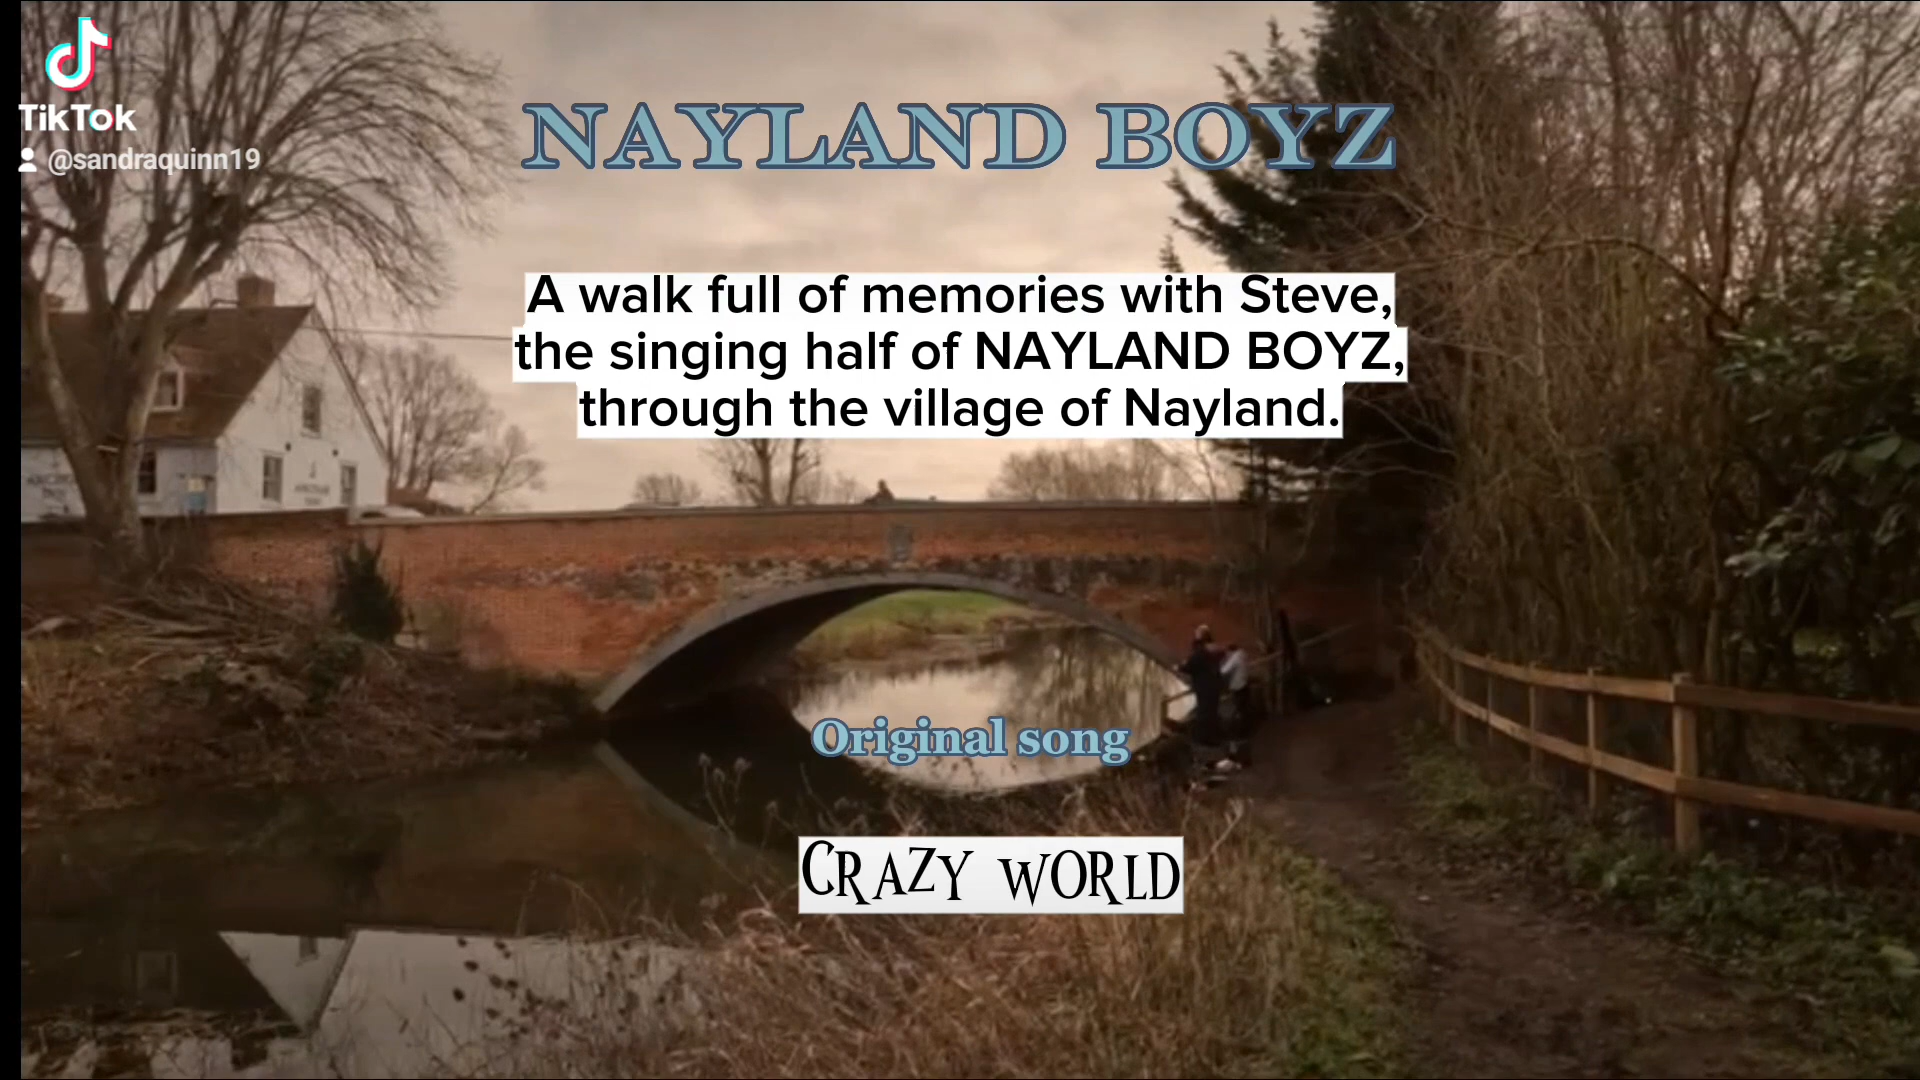 TikTok
@sandraquinn19
NAYLAND BOYZ
A walk full of memories with Steve,
the singing half of NAYLAND BOYZ,
through the village of Nayland.
Original song
CRAZY WORLD